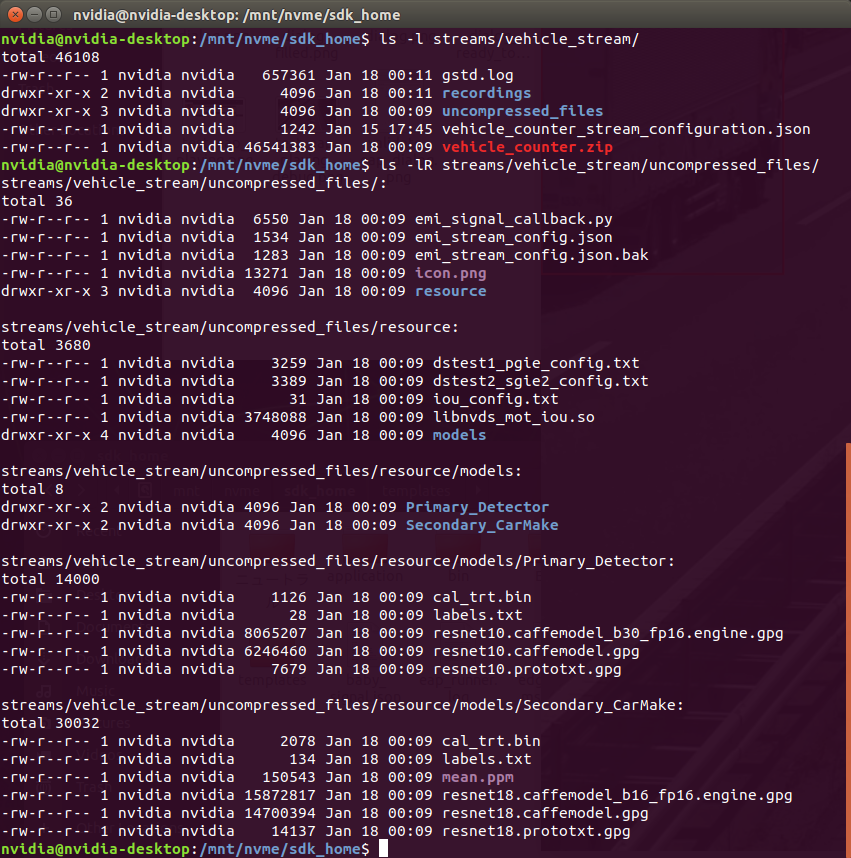 nvidia@nvidia-desktop: /mnt/nvme/sdk_home
nvidia@nvidia-desktop:/mnt/nvme/sdk_home$ ls -l streams/vehicle_stream/
total 46108
-rw-r--r-- 1 nvidia nvidia   657361 Jan 18 00:11 gstd.log
drwxr-xr-x 2 nvidia nvidia     4096 Jan 18 00:11 recordings
drwxr-xr-x 3 nvidia nvidia     4096 Jan 18 00:09 uncompressed_files
-rw-r--r-- 1 nvidia nvidia     1242 Jan 15 17:45 vehicle_counter_stream_configuration.json
-rw-r--r-- 1 nvidia nvidia 46541383 Jan 18 00:09 vehicle_counter.zip
nvidia@nvidia-desktop:/mnt/nvme/sdk_home$ ls -lR streams/vehicle_stream/uncompressed_files/
streams/vehicle_stream/uncompressed_files/:
total 36
-rw-r--r-- 1 nvidia nvidia  6550 Jan 18 00:09 emi_signal_callback.py
-rw-r--r-- 1 nvidia nvidia  1534 Jan 18 00:09 emi_stream_config.json
-rw-r--r-- 1 nvidia nvidia  1283 Jan 18 00:09 emi_stream_config.json.bak
-rw-r--r-- 1 nvidia nvidia 13271 Jan 18 00:09 icon.png
drwxr-xr-x 3 nvidia nvidia  4096 Jan 18 00:09 resource
streams/vehicle_stream/uncompressed_files/resource:
total 3680
-rw-r--r-- 1 nvidia nvidia    3259 Jan 18 00:09 dstest1_pgie_config.txt
-rw-r--r-- 1 nvidia nvidia    3389 Jan 18 00:09 dstest2_sgie2_config.txt
-rw-r--r-- 1 nvidia nvidia      31 Jan 18 00:09 iou_config.txt
-rw-r--r-- 1 nvidia nvidia 3748088 Jan 18 00:09 libnvds_mot_iou.so
drwxr-xr-x 4 nvidia nvidia    4096 Jan 18 00:09 models
streams/vehicle_stream/uncompressed_files/resource/models:
total 8
drwxr-xr-x 2 nvidia nvidia 4096 Jan 18 00:09 Primary_Detector
drwxr-xr-x 2 nvidia nvidia 4096 Jan 18 00:09 Secondary_CarMake
streams/vehicle_stream/uncompressed_files/resource/models/Primary_Detector:
total 14000
-rw-r--r-- 1 nvidia nvidia    1126 Jan 18 00:09 cal_trt.bin
-rw-r--r-- 1 nvidia nvidia      28 Jan 18 00:09 labels.txt
-rw-r--r-- 1 nvidia nvidia 8065207 Jan 18 00:09 resnet10.caffemodel_b30_fp16.engine.gpg
-rw-r--r-- 1 nvidia nvidia 6246460 Jan 18 00:09 resnet10.caffemodel.gpg
-rw-r--r-- 1 nvidia nvidia    7679 Jan 18 00:09 resnet10.prototxt.gpg
streams/vehicle_stream/uncompressed_files/resource/models/Secondary_CarMake:
total 30032
-rw-r--r-- 1 nvidia nvidia     2078 Jan 18 00:09 cal_trt.bin
-rw-r--r-- 1 nvidia nvidia      134 Jan 18 00:09 labels.txt
-rw-r--r-- 1 nvidia nvidia   150543 Jan 18 00:09 mean.ppm
-rw-r--r-- 1 nvidia nvidia 15872817 Jan 18 00:09 resnet18.caffemodel_b16_fp16.engine.gpg
-rw-r--r-- 1 nvidia nvidia 14700394 Jan 18 00:09 resnet18.caffemodel.gpg
-rw-r--r-- 1 nvidia nvidia    14137 Jan 18 00:09 resnet18.prototxt.gpg
nvidia@nvidia-desktop:/mnt/nvme/sdk_home$